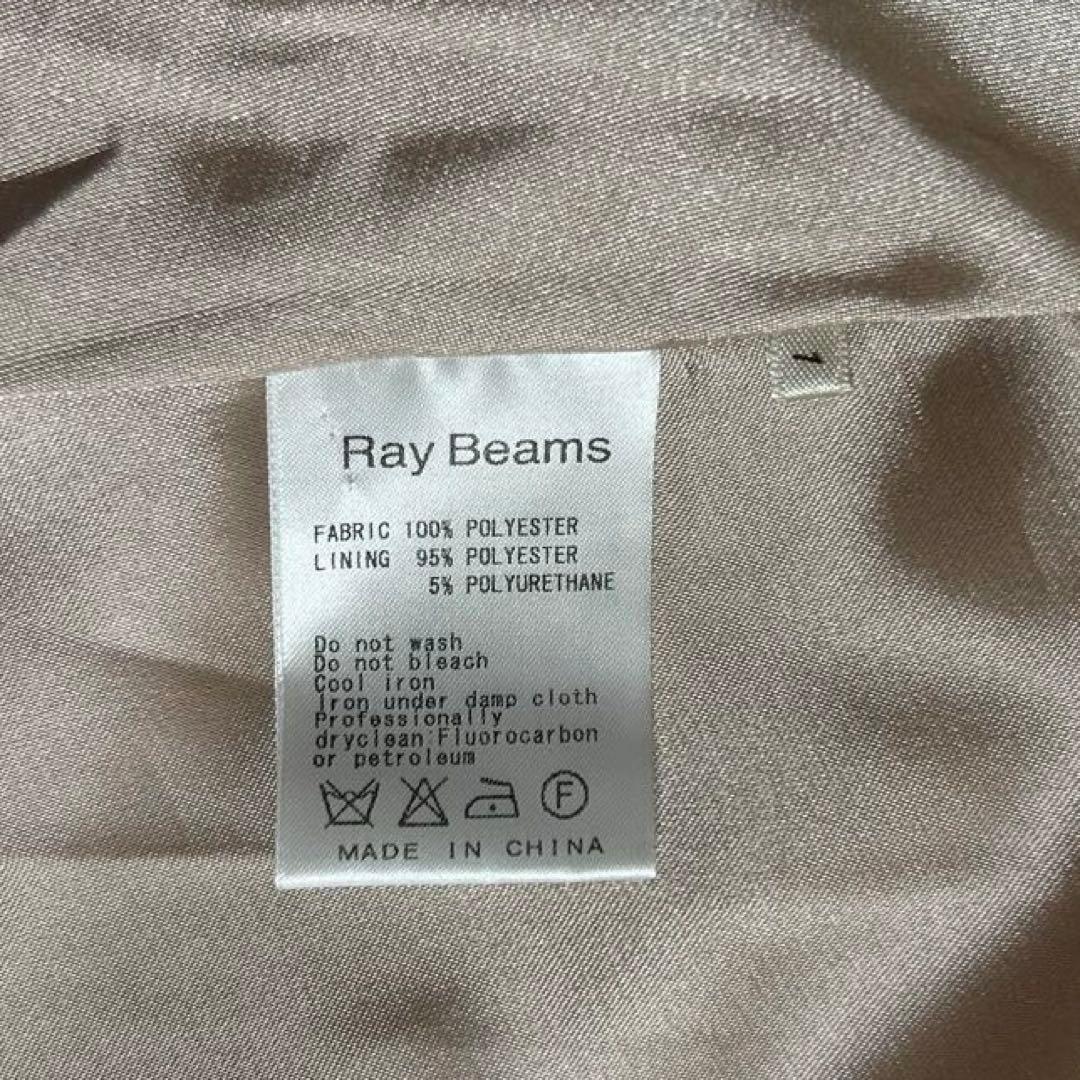 Ray Beams
FABRIC 100% POLYESTER
LINING 95% POLYESTER
5% POLYURETHANE
Do not wash
Do not bleach
Cool iron
Iron under damp cloth
Professionally
dryclean:Fluorocarbon
or petroleum
F
MADE IN CHINA